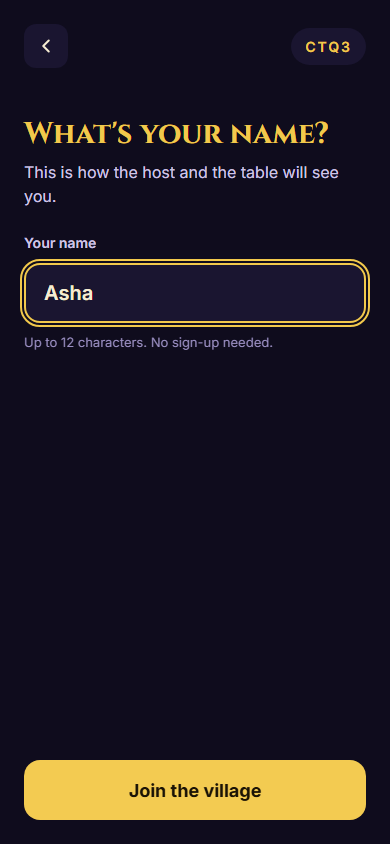 CTQ3
What's your name?
This is how the host and the table will see
you.
Your name
Asha
Up to 12 characters. No sign-up needed.
Join the village